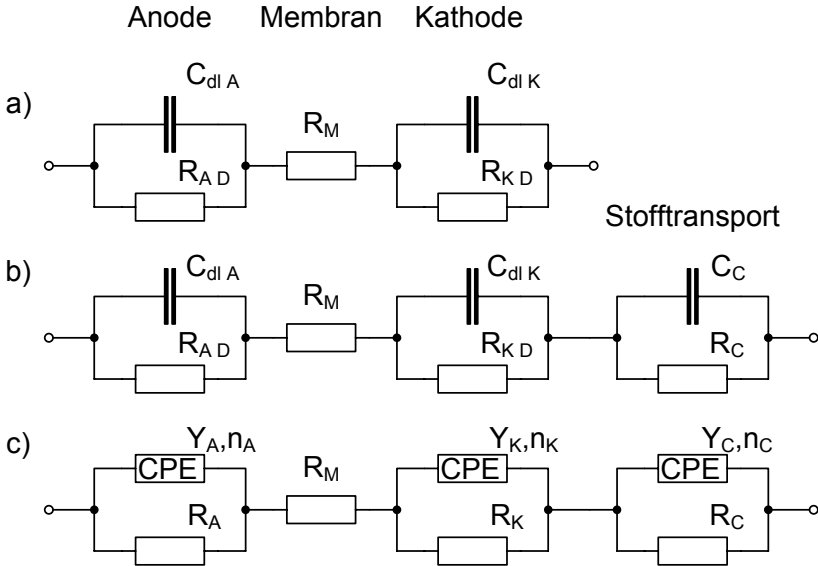 Anode Membran Kathode
a)
C_dl A C_dl K
R_M
R_A D R_K D
Stofftransport
b)
C_dl A C_dl K C_C
R_M
R_A D R_K D R_C
c)
Y_A,n_A Y_K,n_K Y_C,n_C
CPE R_M CPE CPE
R_A R_K R_C